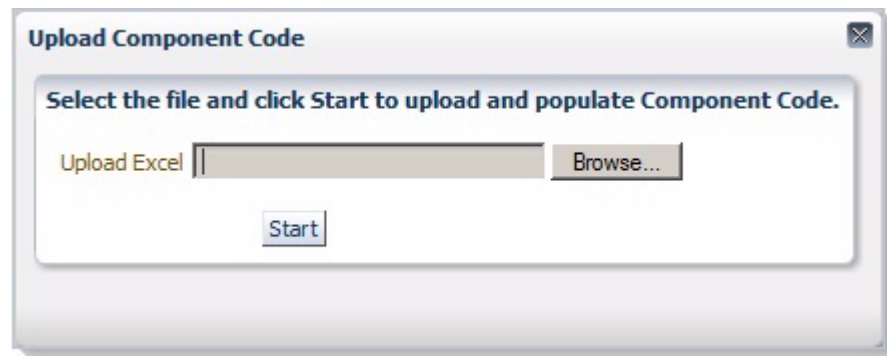 Upload Component Code
Select the file and click Start to upload and populate Component Code.
Upload Excel Browse...
Start